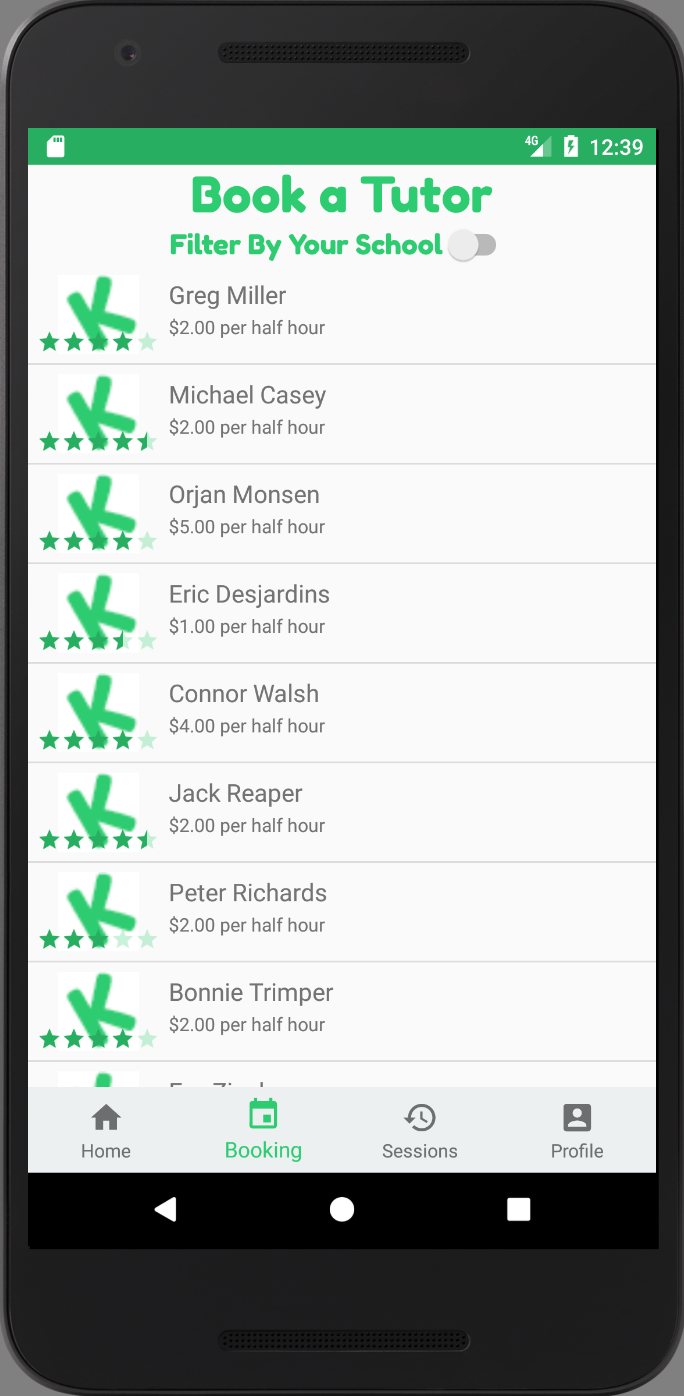 4G 12:39
Book a Tutor
Filter By Your School
Greg Miller
$2.00 per half hour
Michael Casey
$2.00 per half hour
Orjan Monsen
$5.00 per half hour
Eric Desjardins
$1.00 per half hour
Connor Walsh
$4.00 per half hour
Jack Reaper
$2.00 per half hour
Peter Richards
$2.00 per half hour
Bonnie Trimper
$2.00 per half hour
Home Booking Sessions Profile